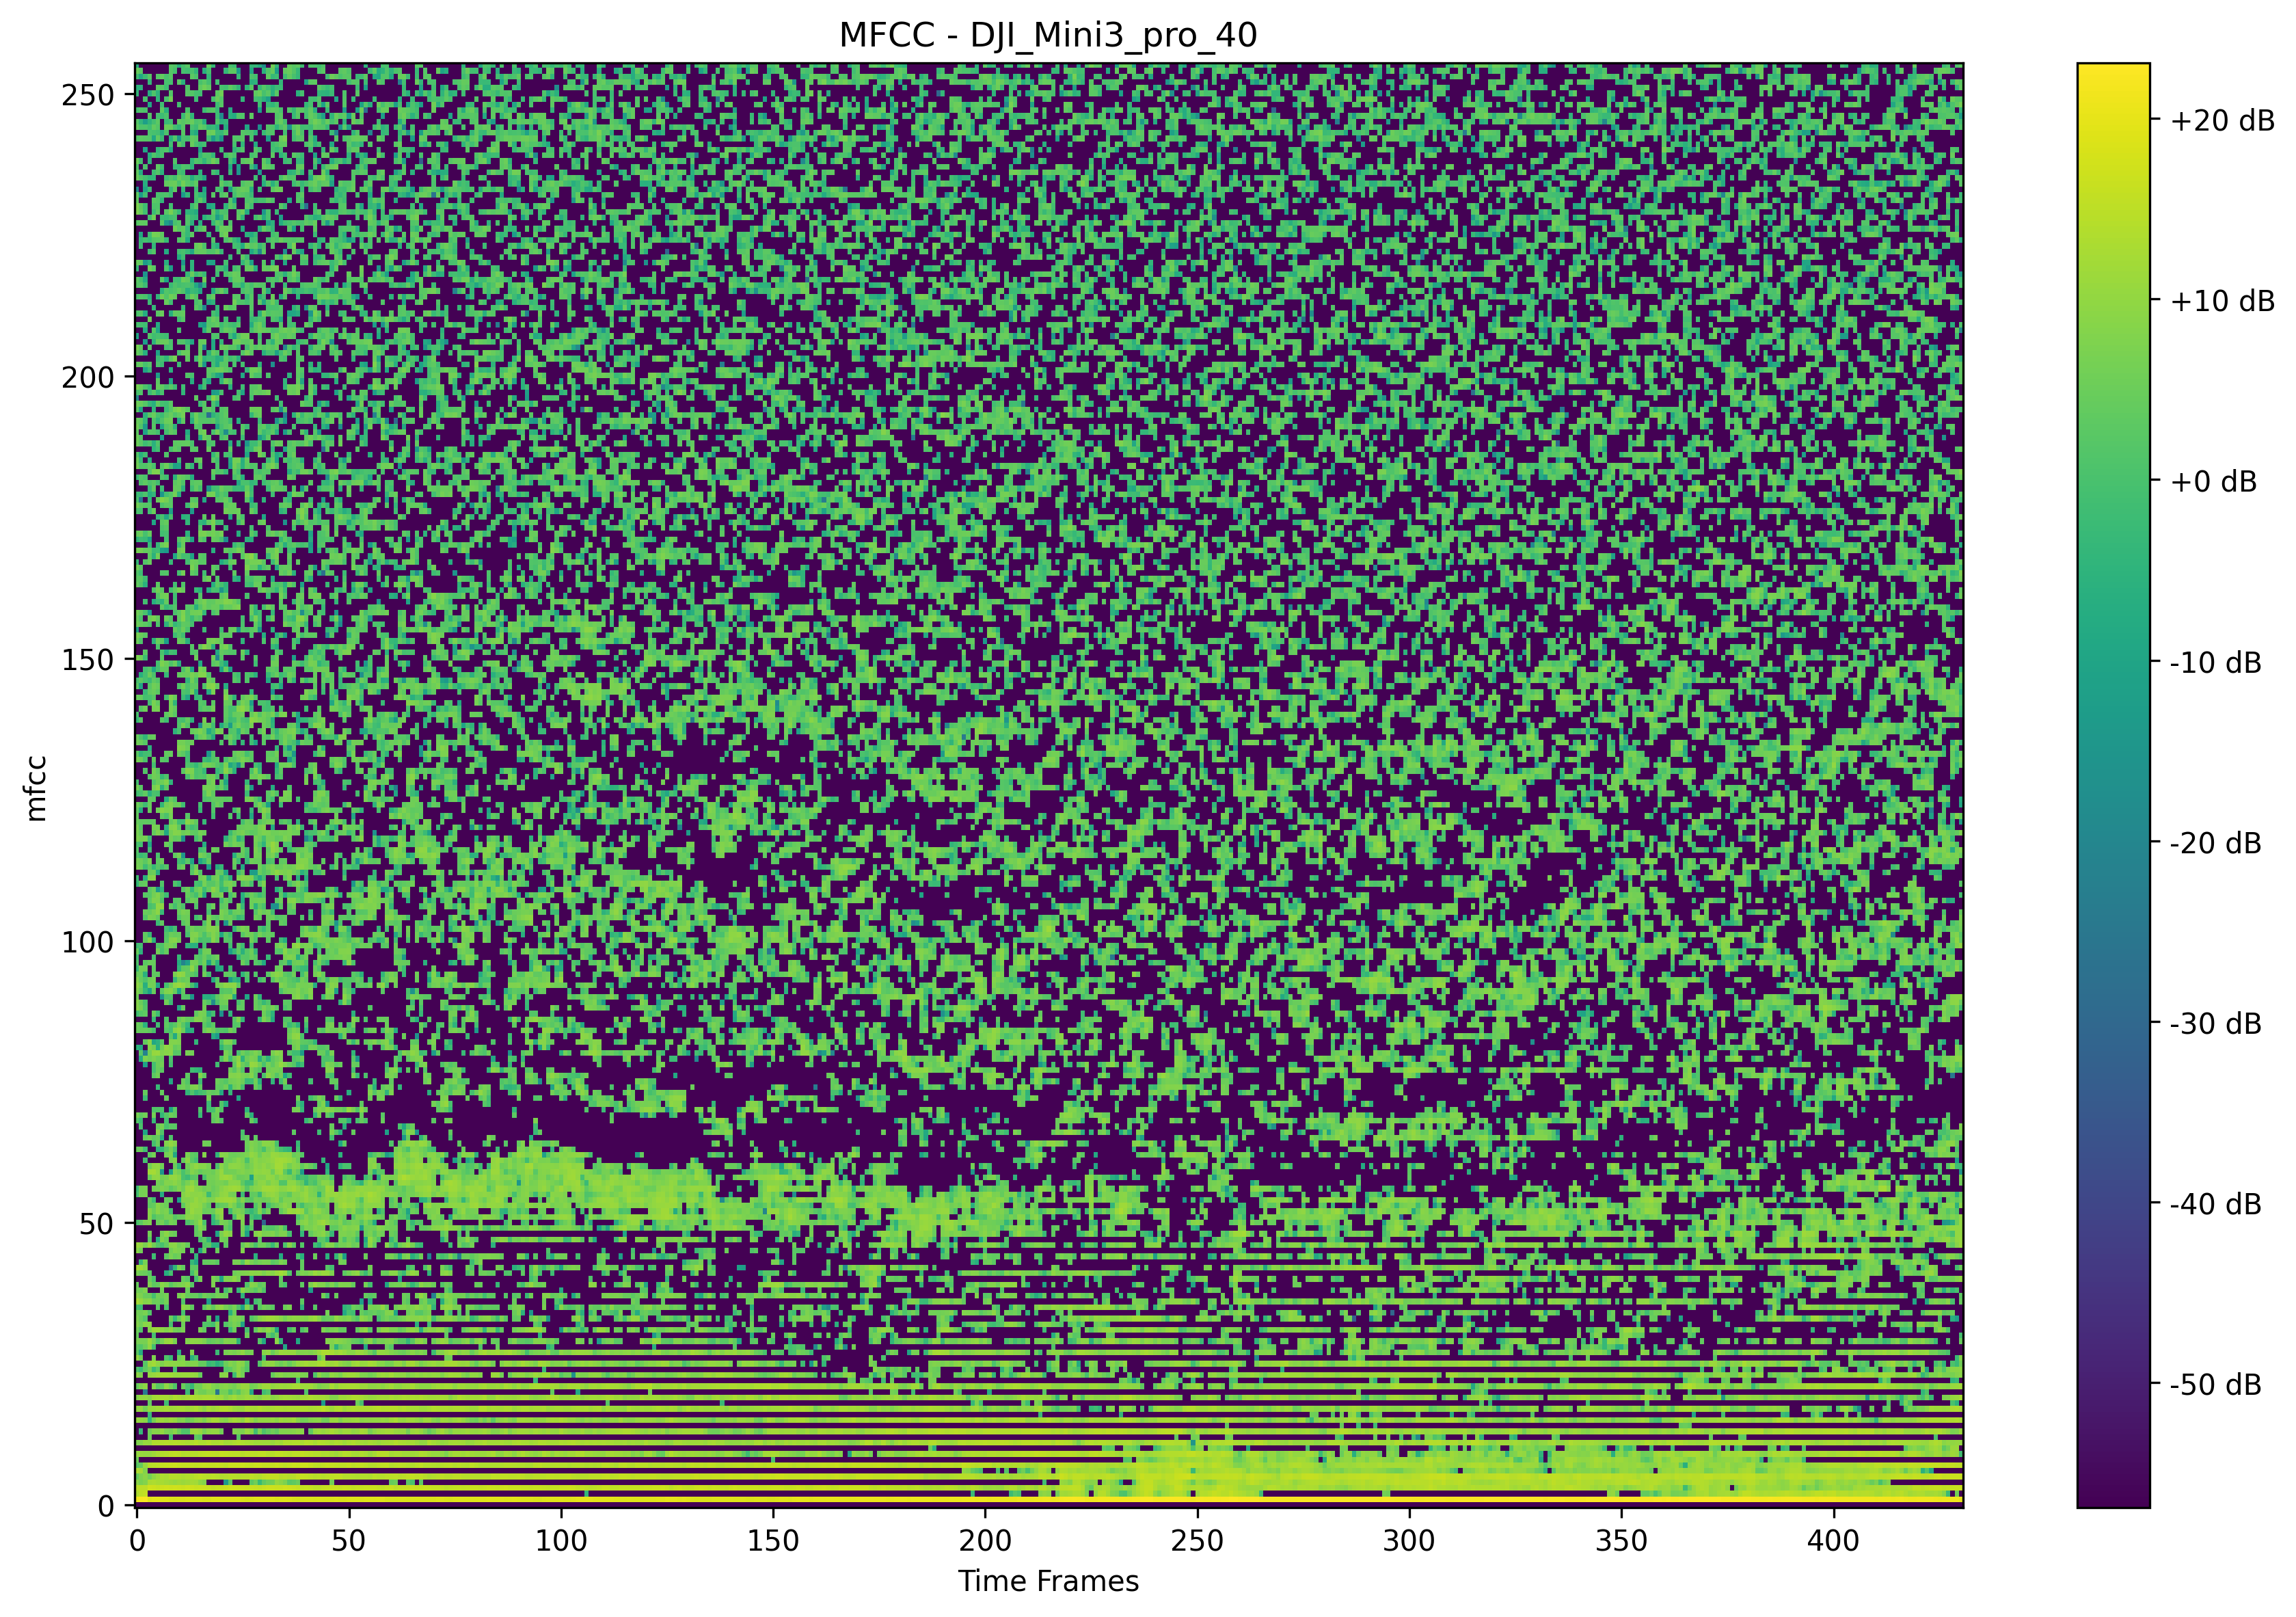 MFCC - DJI_Mini3_pro_40
250
200
150
100
50
0
mfcc
0 50 100 150 200 250 300 350 400
Time Frames
+20 dB
+10 dB
+0 dB
-10 dB
-20 dB
-30 dB
-40 dB
-50 dB